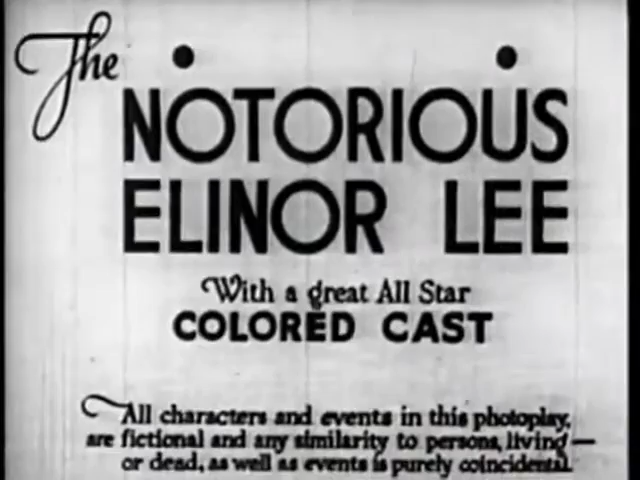 The NOTORIOUS
ELINOR LEE
With a great All Star
COLORED CAST
All characters and events in this photoplay,
are fictional and any similarity to persons, living—
or dead, as well as events is purely coincidental.